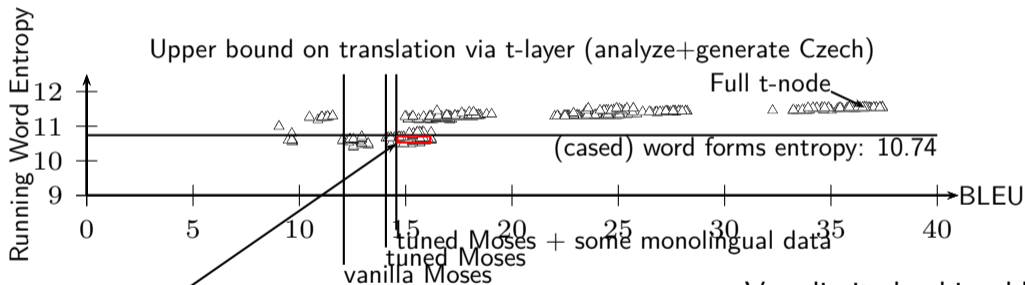 Upper bound on translation via t-layer (analyze+generate Czech)
Full t-node
Running Word Entropy
12
11
10
9
(cased) word forms entropy: 10.74
BLEU
0 5 10 15 20 25 30 35 40
tuned Moses + some monolingual data
tuned Moses
vanilla Moses